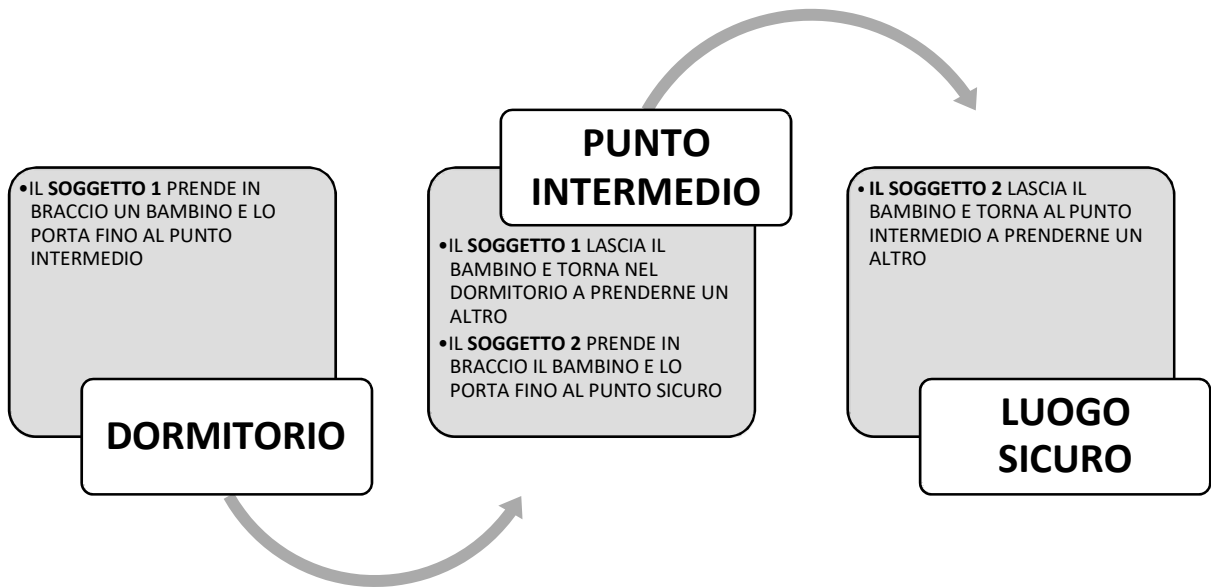 •IL SOGGETTO 1 PRENDE IN
BRACCIO UN BAMBINO E LO
PORTA FINO AL PUNTO
INTERMEDIO
DORMITORIO
PUNTO
INTERMEDIO
•IL SOGGETTO 1 LASCIA IL
BAMBINO E TORNA NEL
DORMITORIO A PRENDERNE UN
ALTRO
•IL SOGGETTO 2 PRENDE IN
BRACCIO IL BAMBINO E LO
PORTA FINO AL PUNTO SICURO
• IL SOGGETTO 2 LASCIA IL
BAMBINO E TORNA AL PUNTO
INTERMEDIO A PRENDERNE UN
ALTRO
LUOGO
SICURO